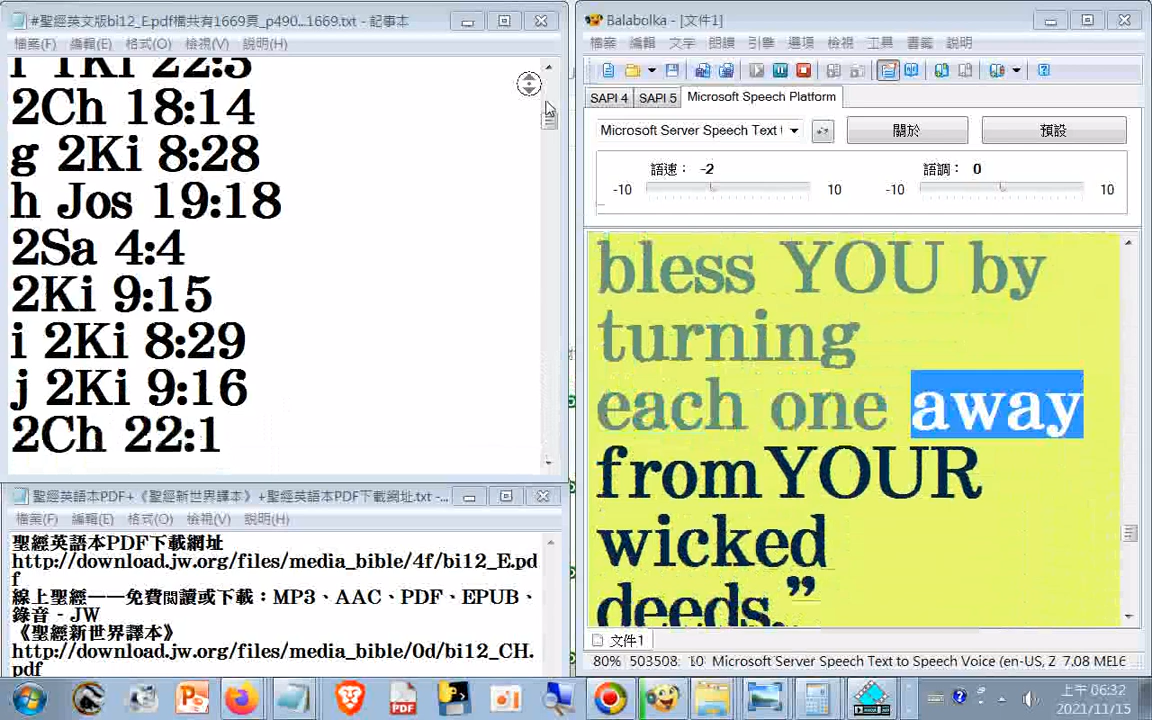 #聖經英文版bi12_E.pdf檔共有1669頁_p490...1669.txt - 記事本
檔案(F) 編輯(E) 格式(O) 檢視(V) 說明(H)
i 1Ki 22:3
2Ch 18:14
g 2Ki 8:28
h Jos 19:18
2Sa 4:4
2Ki 9:15
i 2Ki 8:29
j 2Ki 9:16
2Ch 22:1
聖經英語本PDF+《聖經新世界譯本》+聖經英語本PDF下載網址.txt -...
檔案(F) 編輯(E) 格式(O) 檢視(V) 說明(H)
聖經英語本PDF下載網址
http://download.jw.org/files/media_bible/4f/bi12_E.pd
f
線上聖經——免費閱讀或下載：MP3、AAC、PDF、EPUB、
錄音 - JW
《聖經新世界譯本》
http://download.jw.org/files/media_bible/0d/bi12_CH.
pdf
Balabolka - [文件1]
檔案 編輯 文字 朗讀 引擎 選項 檢視 工具 書籤 說明
SAPI 4 SAPI 5 Microsoft Speech Platform
Microsoft Server Speech Text 關於 預設
語速： -2 語調： 0
-10 10 -10 10
bless YOU by
turning
each one away
from YOUR
wicked
deeds.”
文件1
80% 503508: 10 Microsoft Server Speech Text to Speech Voice (en-US, Z 7.08 ME16
上午 06:32
2021/11/15